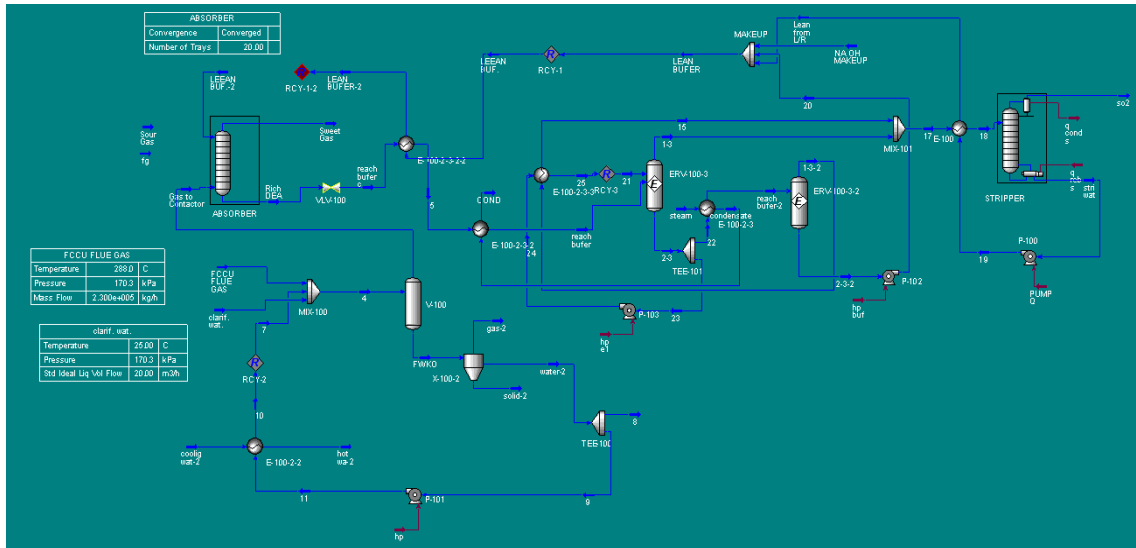 ABSORBER
Convergence Converged
Number of Trays 20.00
LEEAN
BUF.-2
RCY-1-2
LEAN
BUFER-2
Sour
Gas
fg
Sweet
Gas
Gas to
Contactor
ABSORBER
Rich
DEA
VLV-100
reach
bufer
c
E-100-2-3-2-2
5
LEEAN
BUF.
RCY-1
LEAN
BUFER
MAKEUP
Lean
from
L/R
NA OH
MAKEUP
20
15
1-3
MIX-101
17
E-100
18
so2
q
cond
s
q
reb
s
stri
wat
STRIPPER
P-100
19
PUMP
Q
COND
E-100-2-3-2
24
E-100-2-3-3
25
RCY-3
21
ERV-100-3
reach
bufer
steam
condensate
E-100-2-3
22
reach
bufer-2
1-3-2
ERV-100-3-2
2-3
TEE-101
2-3-2
P-102
hp
buf
P-103
23
hp
e1
FCCU FLUE GAS
Temperature 288.0 C
Pressure 170.3 kPa
Mass Flow 2.300e+005 kg/h
FCCU
FLUE
GAS
clarif.
wat.
MIX-100
4
7
V-100
clarif. wat.
Temperature 25.00 C
Pressure 170.3 kPa
Std Ideal Liq Vol Flow 20.00 m3/h
RCY-2
FWKO
gas-2
X-100-2
solid-2
water-2
8
TEE-100
10
coolig
wat-2
E-100-2-2
hot
wa-2
11
P-101
9
hp